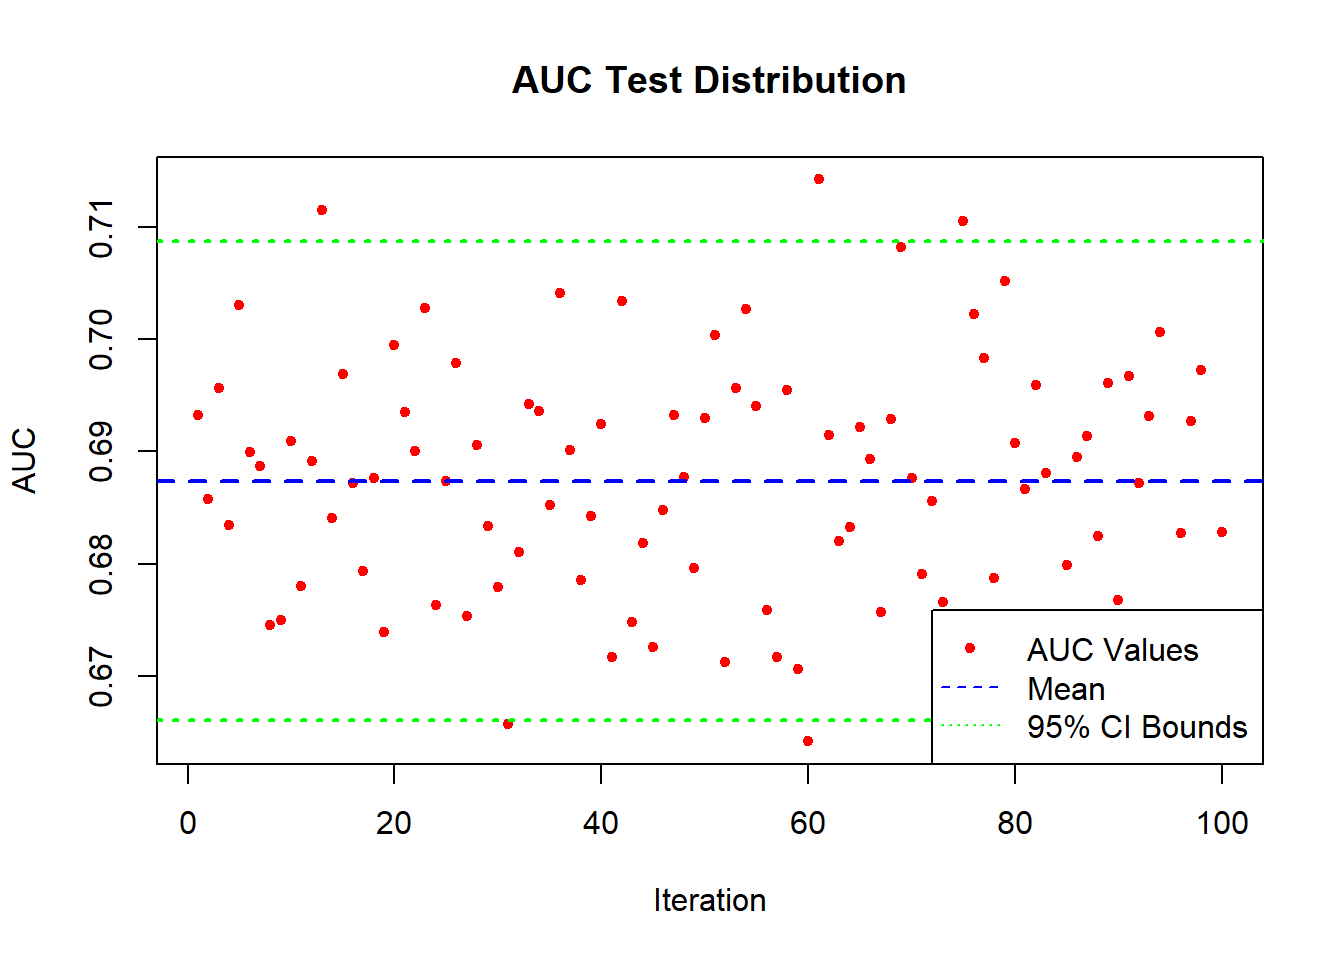 AUC Test Distribution
AUC
0.71
0.70
0.69
0.68
0.67
AUC Values
Mean
95% CI Bounds
0 20 40 60 80 100
Iteration